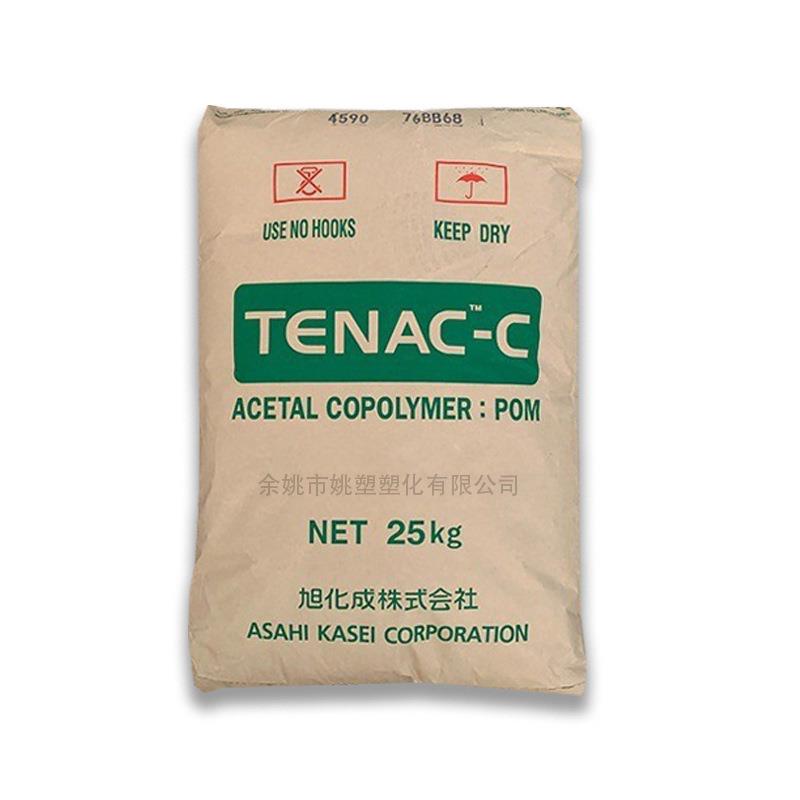 4590 76BB68
USE NO HOOKS KEEP DRY
TENAC™-C
ACETAL COPOLYMER : POM
余姚市姚塑塑化有限公司
NET 25kg
旭化成株式会社
ASAHI KASEI CORPORATION